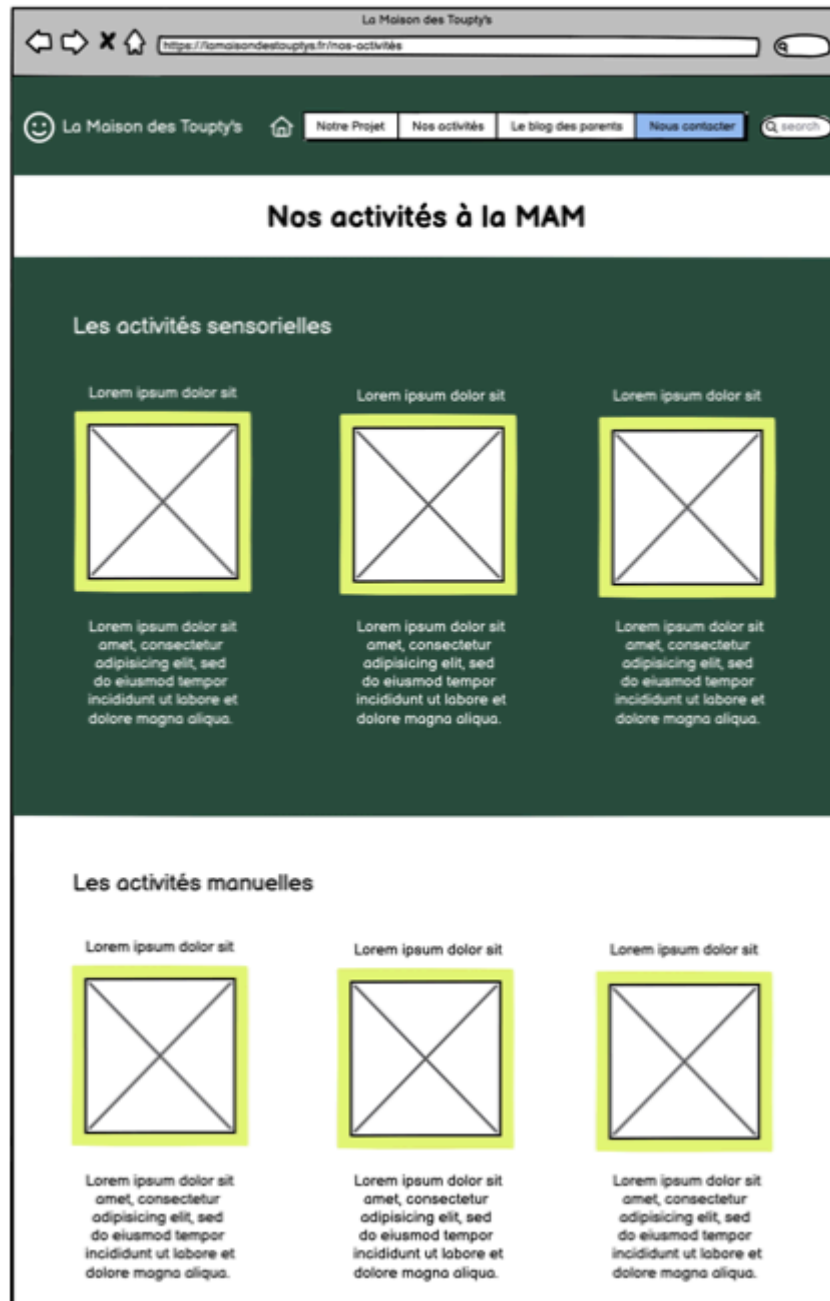 La Maison des Toupty's
https://lamaisondestouptys.fr/nos-activités
La Maison des Toupty's Notre Projet Nos activités Le blog des parents Nous contacter search
Nos activités à la MAM
Les activités sensorielles
Lorem ipsum dolor sit
Lorem ipsum dolor sit
amet, consectetur
adipisicing elit, sed
do eiusmod tempor
incididunt ut labore et
dolore magna aliqua.
Lorem ipsum dolor sit
Lorem ipsum dolor sit
amet, consectetur
adipisicing elit, sed
do eiusmod tempor
incididunt ut labore et
dolore magna aliqua.
Lorem ipsum dolor sit
Lorem ipsum dolor sit
amet, consectetur
adipisicing elit, sed
do eiusmod tempor
incididunt ut labore et
dolore magna aliqua.
Les activités manuelles
Lorem ipsum dolor sit
Lorem ipsum dolor sit
amet, consectetur
adipisicing elit, sed
do eiusmod tempor
incididunt ut labore et
dolore magna aliqua.
Lorem ipsum dolor sit
Lorem ipsum dolor sit
amet, consectetur
adipisicing elit, sed
do eiusmod tempor
incididunt ut labore et
dolore magna aliqua.
Lorem ipsum dolor sit
Lorem ipsum dolor sit
amet, consectetur
adipisicing elit, sed
do eiusmod tempor
incididunt ut labore et
dolore magna aliqua.